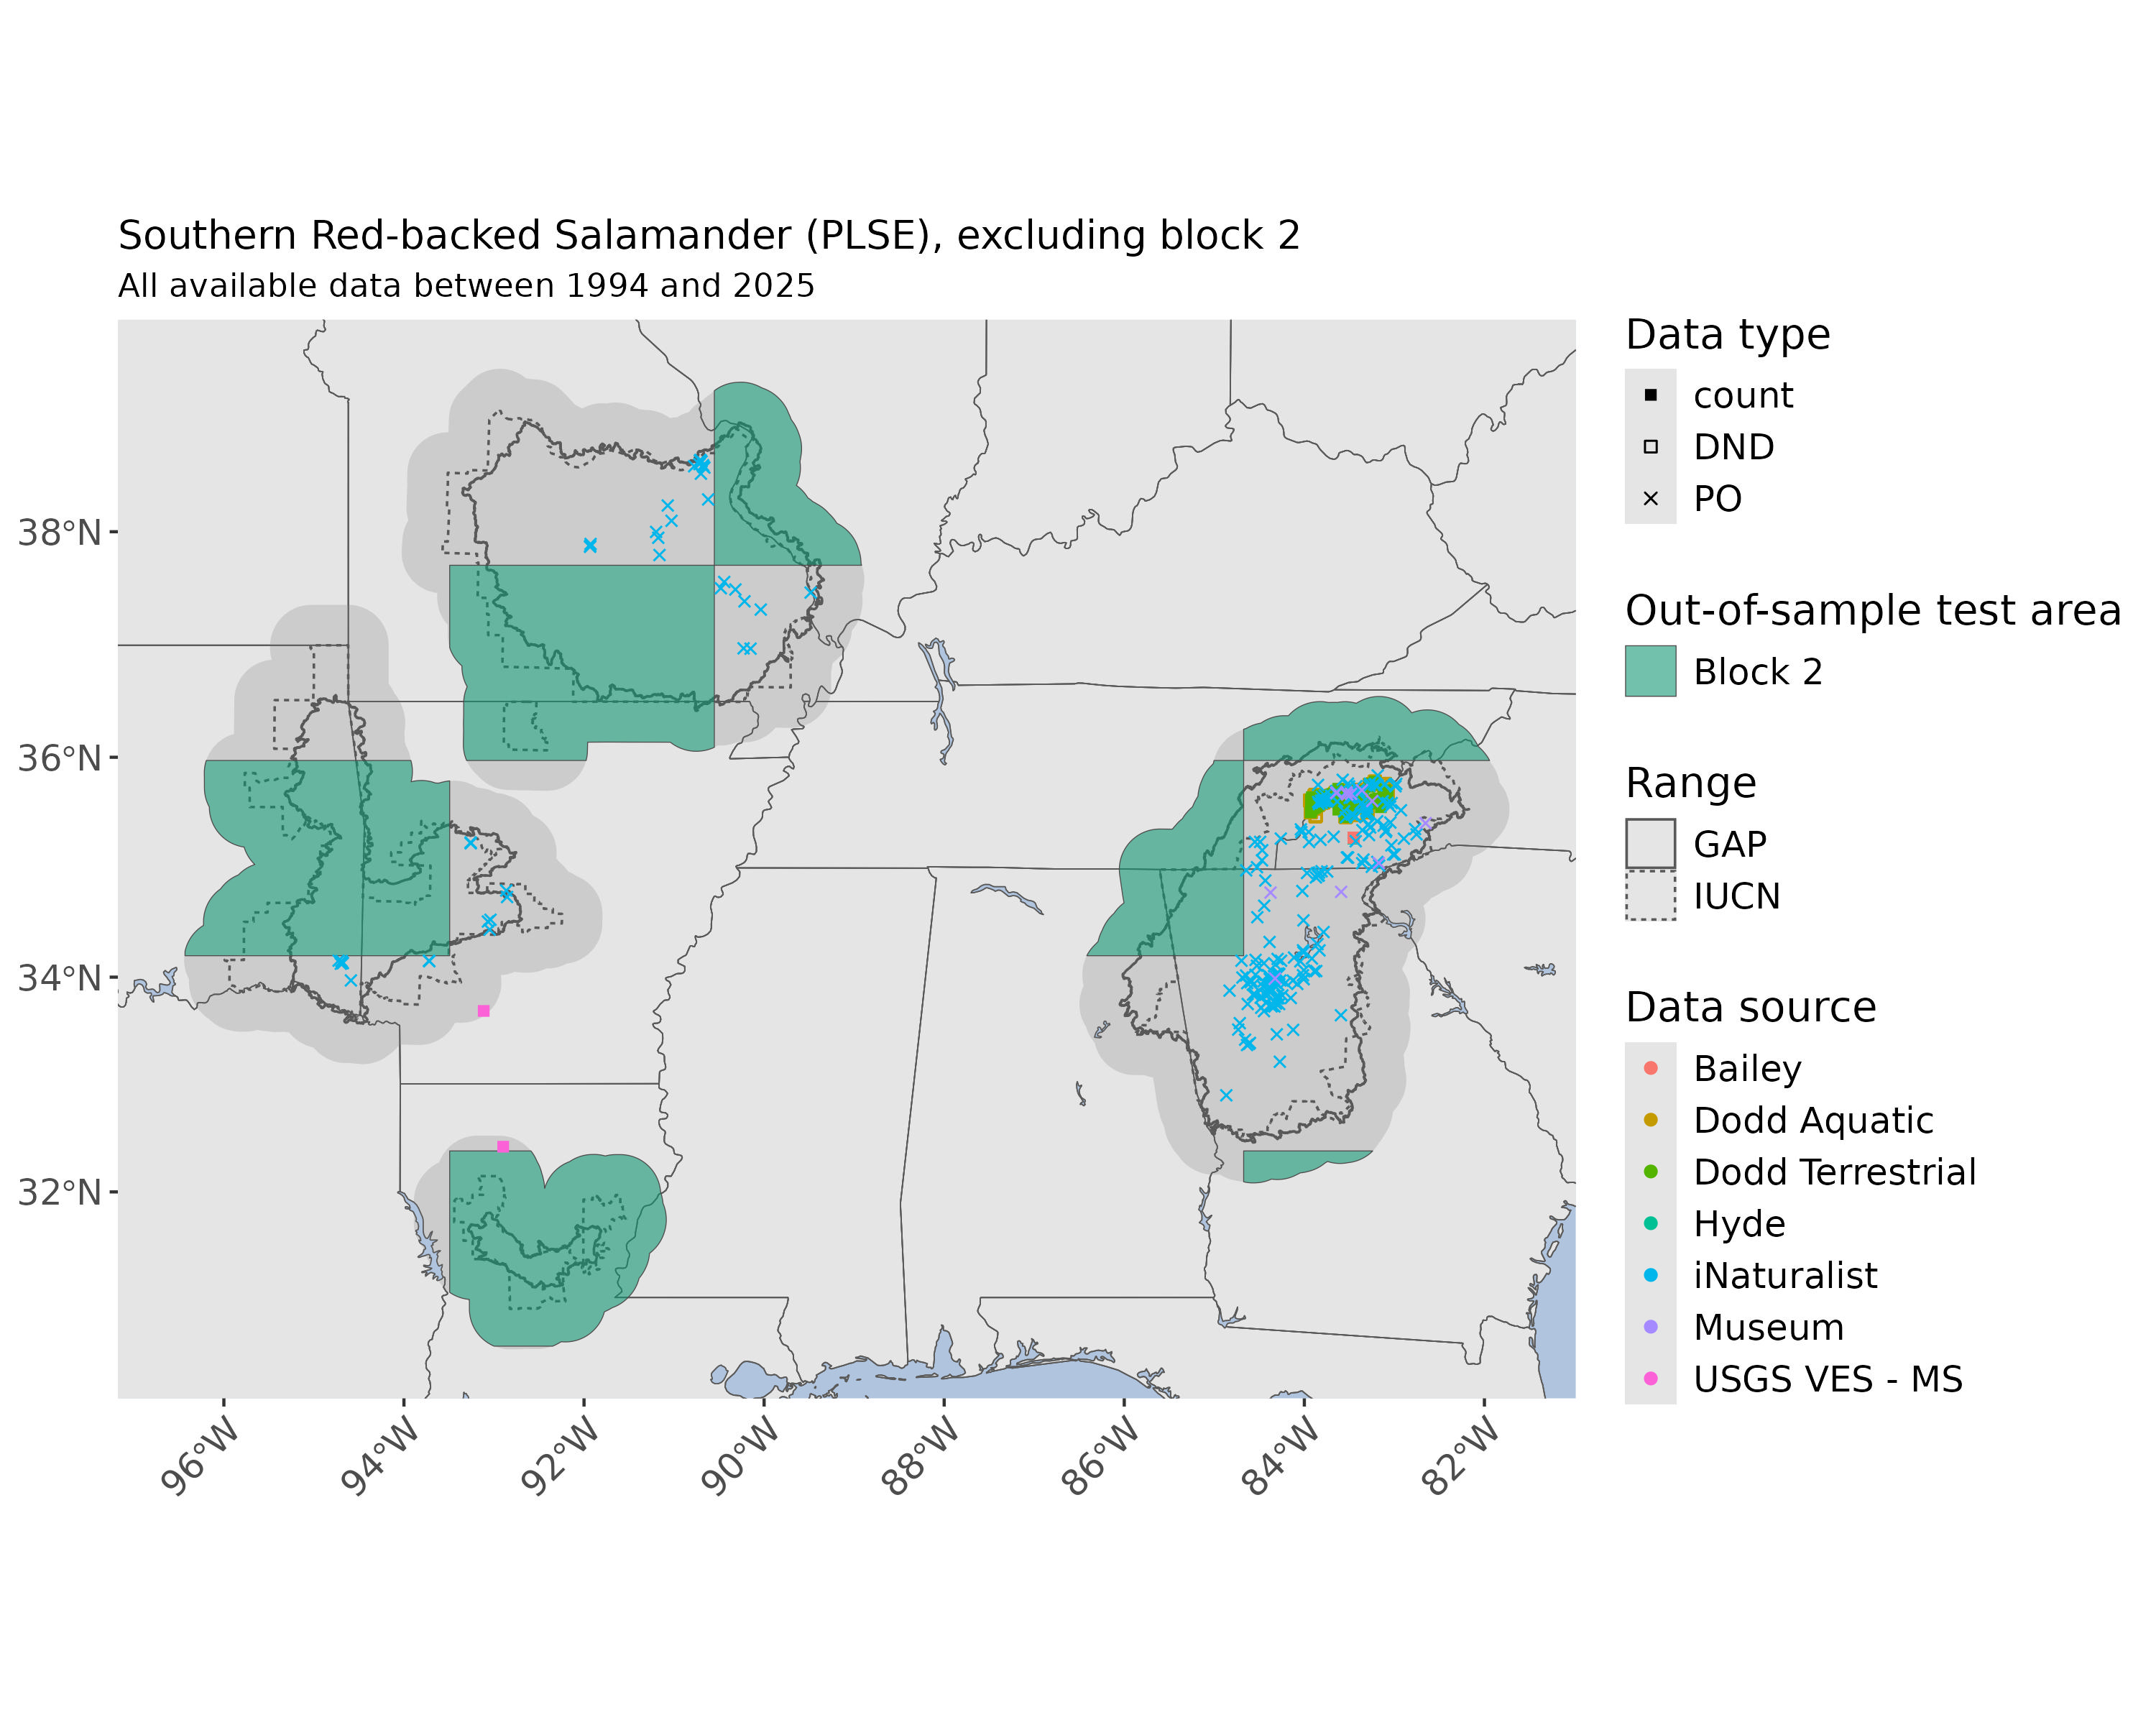 Southern Red-backed Salamander (PLSE), excluding block 2
All available data between 1994 and 2025
38°N
36°N
34°N
32°N
96°W
94°W
92°W
90°W
88°W
86°W
84°W
82°W
Data type
count
DND
PO
Out-of-sample test area
Block 2
Range
GAP
IUCN
Data source
Bailey
Dodd Aquatic
Dodd Terrestrial
Hyde
iNaturalist
Museum
USGS VES - MS